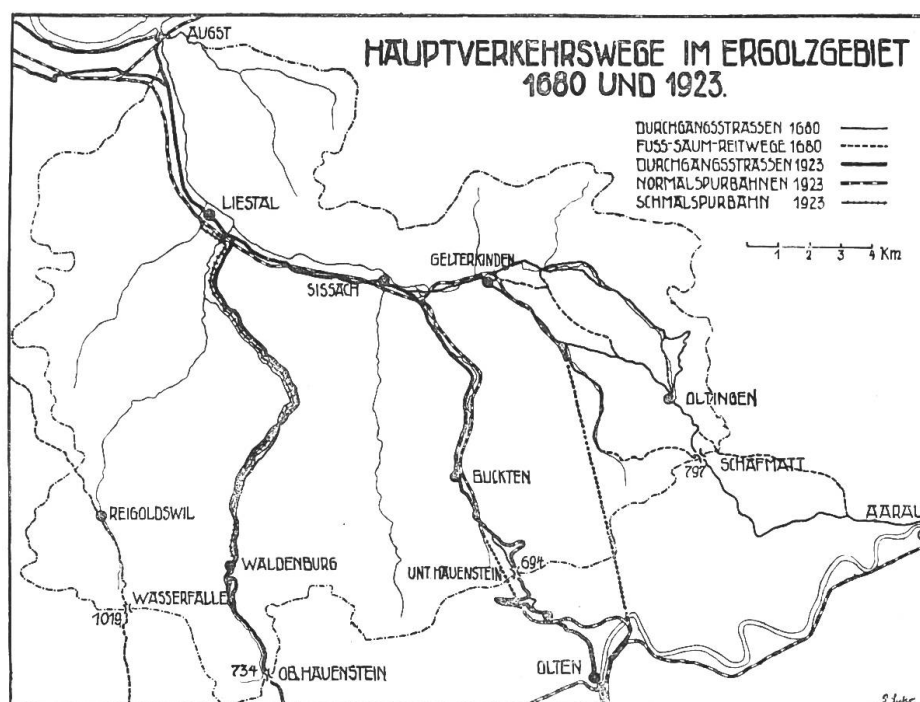 HAUPTVERKEHRSWEGE IM ERGOLZGEBIET
1680 UND 1923.
DURCHGANGSSTRASSEN 1680
FUSS-SAUM-REITWEGE 1680
DURCHGANGSSTRASSEN 1923
NORMALSPURBAHNEN 1923
SCHMALSPURBAHN 1923
1 2 3 4 Km
AUGST
LIESTAL
GELTERKINDEN
SISSACH
OLTINGEN
SCHAFMATT
797
BUCKTEN
AARAU
REIGOLDSWIL
WALDENBURG
UNT. HAUENSTEIN
694
WASSERFALLE
1019
734
OB. HAUENSTEIN
OLTEN